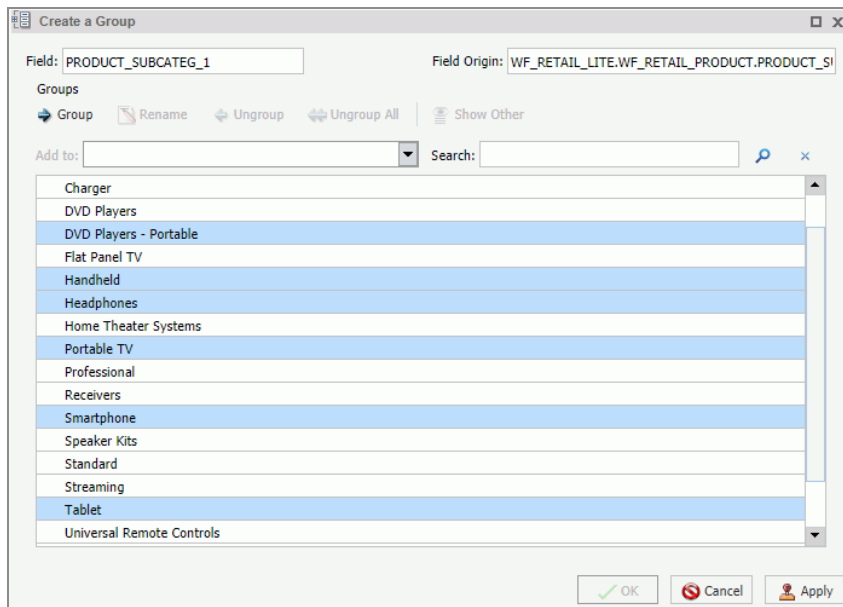 Create a Group
Field: PRODUCT_SUBCATEG_1 Field Origin: WF_RETAIL_LITE.WF_RETAIL_PRODUCT.PRODUCT_SU
Groups
Group Rename Ungroup Ungroup All Show Other
Add to: Search:
Charger
DVD Players
DVD Players - Portable
Flat Panel TV
Handheld
Headphones
Home Theater Systems
Portable TV
Professional
Receivers
Smartphone
Speaker Kits
Standard
Streaming
Tablet
Universal Remote Controls
OK Cancel Apply